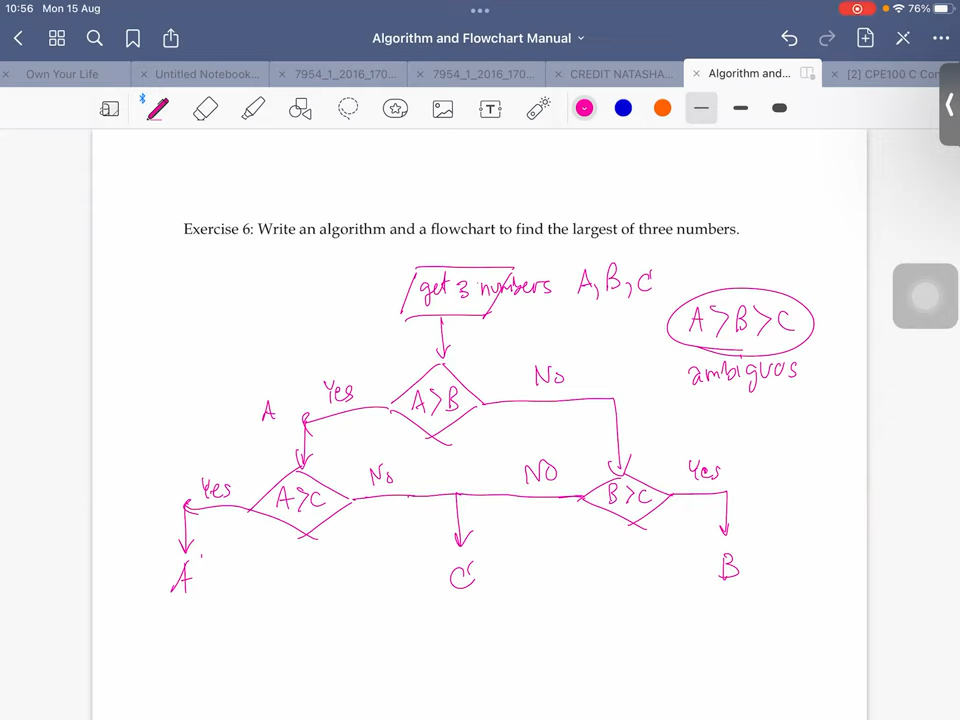 10:56 Mon 15 Aug
76%
Algorithm and Flowchart Manual
Own Your Life
Untitled Notebook...
7954_1_2016_170...
7954_1_2016_170...
CREDIT NATASHA...
Algorithm and...
[2] CPE100 C Con
Exercise 6: Write an algorithm and a flowchart to find the largest of three numbers.
get 3 numbers A, B, C
A > B > C
ambiguos
Yes
A > B
No
A
Yes
A > C
No
NO
B > C
Yes
A
C
B